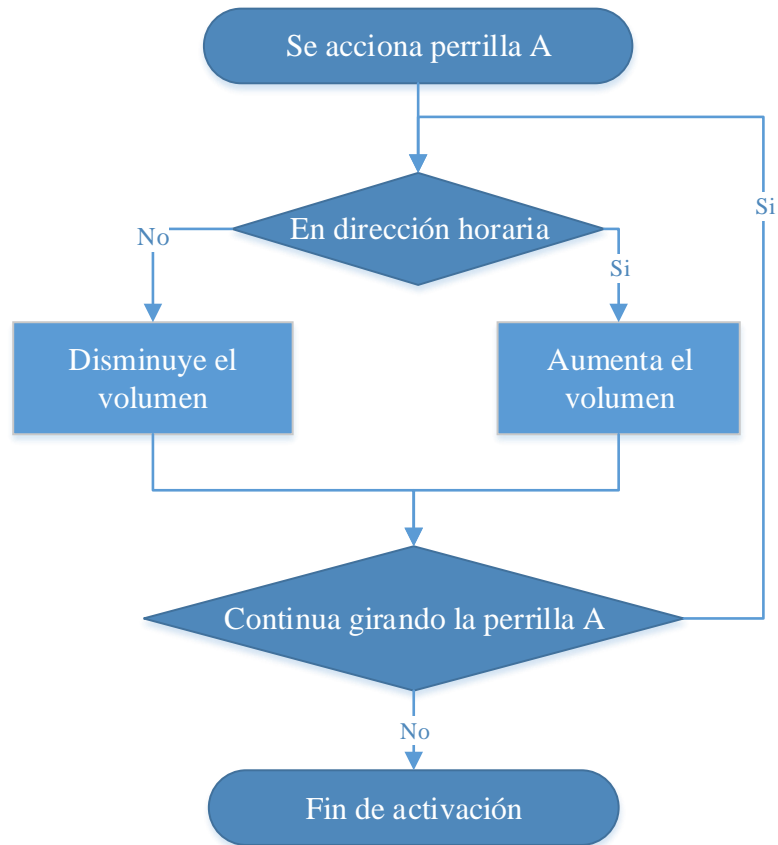 Se acciona perrilla A
En dirección horaria
No
Si
Si
Disminuye el
volumen
Aumenta el
volumen
Continua girando la perrilla A
No
Fin de activación